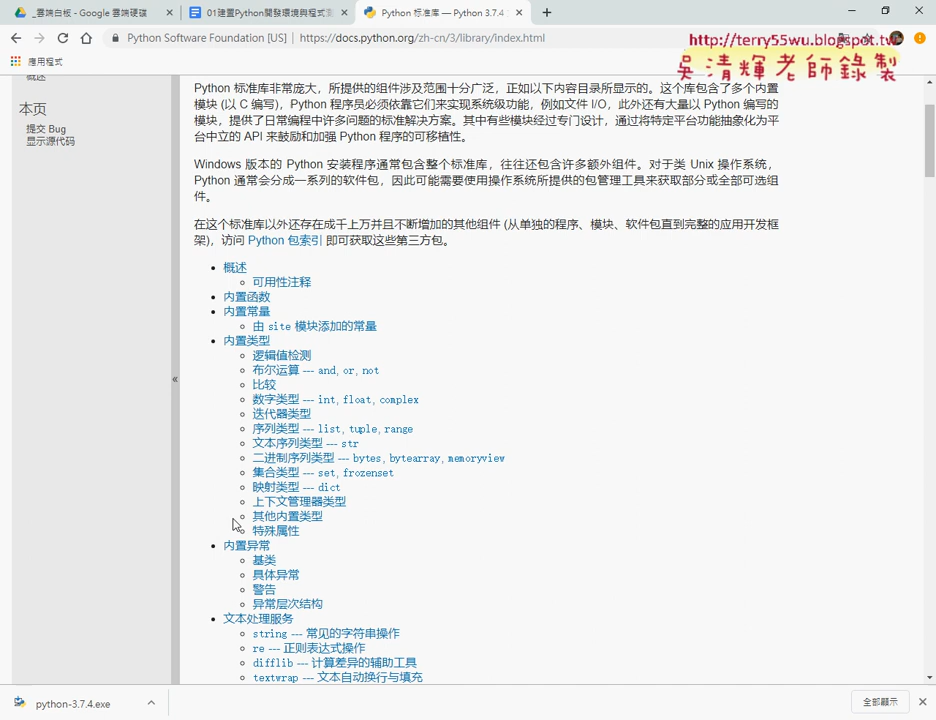 _雲端白板 - Google 雲端硬碟
01建置Python開發環境與程式
Python 标准库 — Python 3.7.4
Python Software Foundation [US] | https://docs.python.org/zh-cn/3/library/index.html
http://terry55wu.blogspot.tw
應用程式
吳清輝老師錄製
概述
本页
提交 Bug
显示源代码
Python 标准库非常庞大，所提供的组件涉及范围十分广泛，正如以下内容目录所显示的。这个库包含了多个内置
模块 (以 C 编写)，Python 程序员必须依靠它们来实现系统级功能，例如文件 I/O，此外还有大量以 Python 编写的
模块，提供了日常编程中许多问题的标准解决方案。其中有些模块经过专门设计，通过将特定平台功能抽象化为平
台中立的 API 来鼓励和加强 Python 程序的可移植性。
Windows 版本的 Python 安装程序通常包含整个标准库，往往还包含许多额外组件。对于类 Unix 操作系统，
Python 通常会分成一系列的软件包，因此可能需要使用操作系统所提供的包管理工具来获取部分或全部可选组
件。
在这个标准库以外还存在成千上万并且不断增加的其他组件 (从单独的程序、模块、软件包直到完整的应用开发框
架)，访问 Python 包索引 即可获取这些第三方包。
概述
可用性注释
内置函数
内置常量
由 site 模块添加的常量
内置类型
逻辑值检测
布尔运算 --- and, or, not
比较
数字类型 --- int, float, complex
迭代器类型
序列类型 --- list, tuple, range
文本序列类型 --- str
二进制序列类型 --- bytes, bytearray, memoryview
集合类型 --- set, frozenset
映射类型 --- dict
上下文管理器类型
其他内置类型
特殊属性
内置异常
基类
具体异常
警告
异常层次结构
文本处理服务
string --- 常见的字符串操作
re --- 正则表达式操作
difflib --- 计算差异的辅助工具
textwrap --- 文本自动换行与填充
«
python-3.7.4.exe
全部顯示